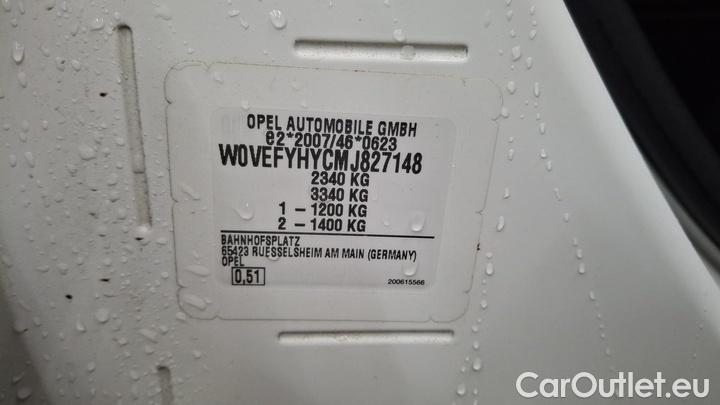 OPEL AUTOMOBILE GMBH
e2*2007/46*0623
W0VEFYHYCMJ827148
2340 KG
3340 KG
1 – 1200 KG
2 – 1400 KG
BAHNHOFSPLATZ
65423 RUESSELSHEIM AM MAIN (GERMANY)
OPEL
0,51
200615566
CarOutlet.eu